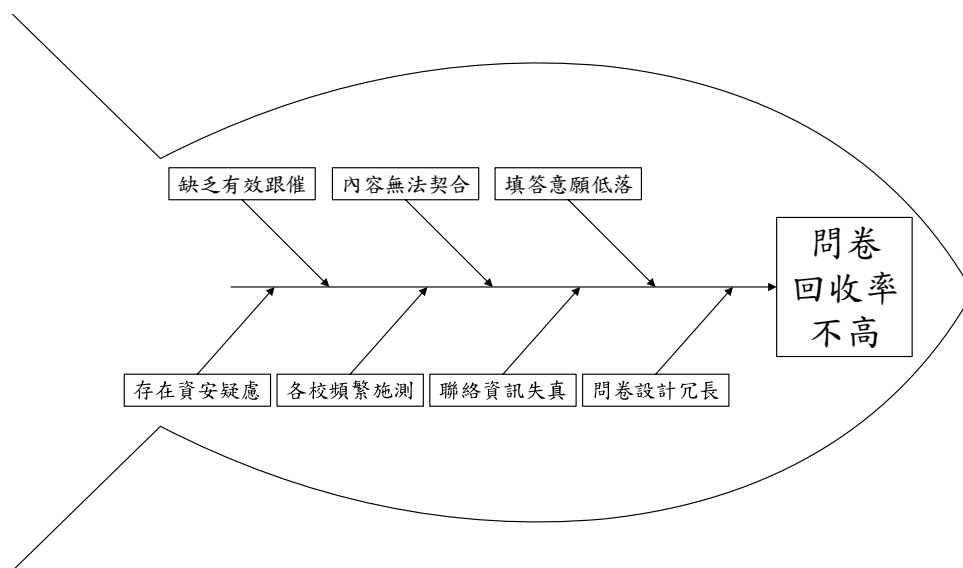 缺乏有效跟催
內容無法契合
填答意願低落
問卷
回收率
不高
存在資安疑慮
各校頻繁施測
聯絡資訊失真
問卷設計冗長